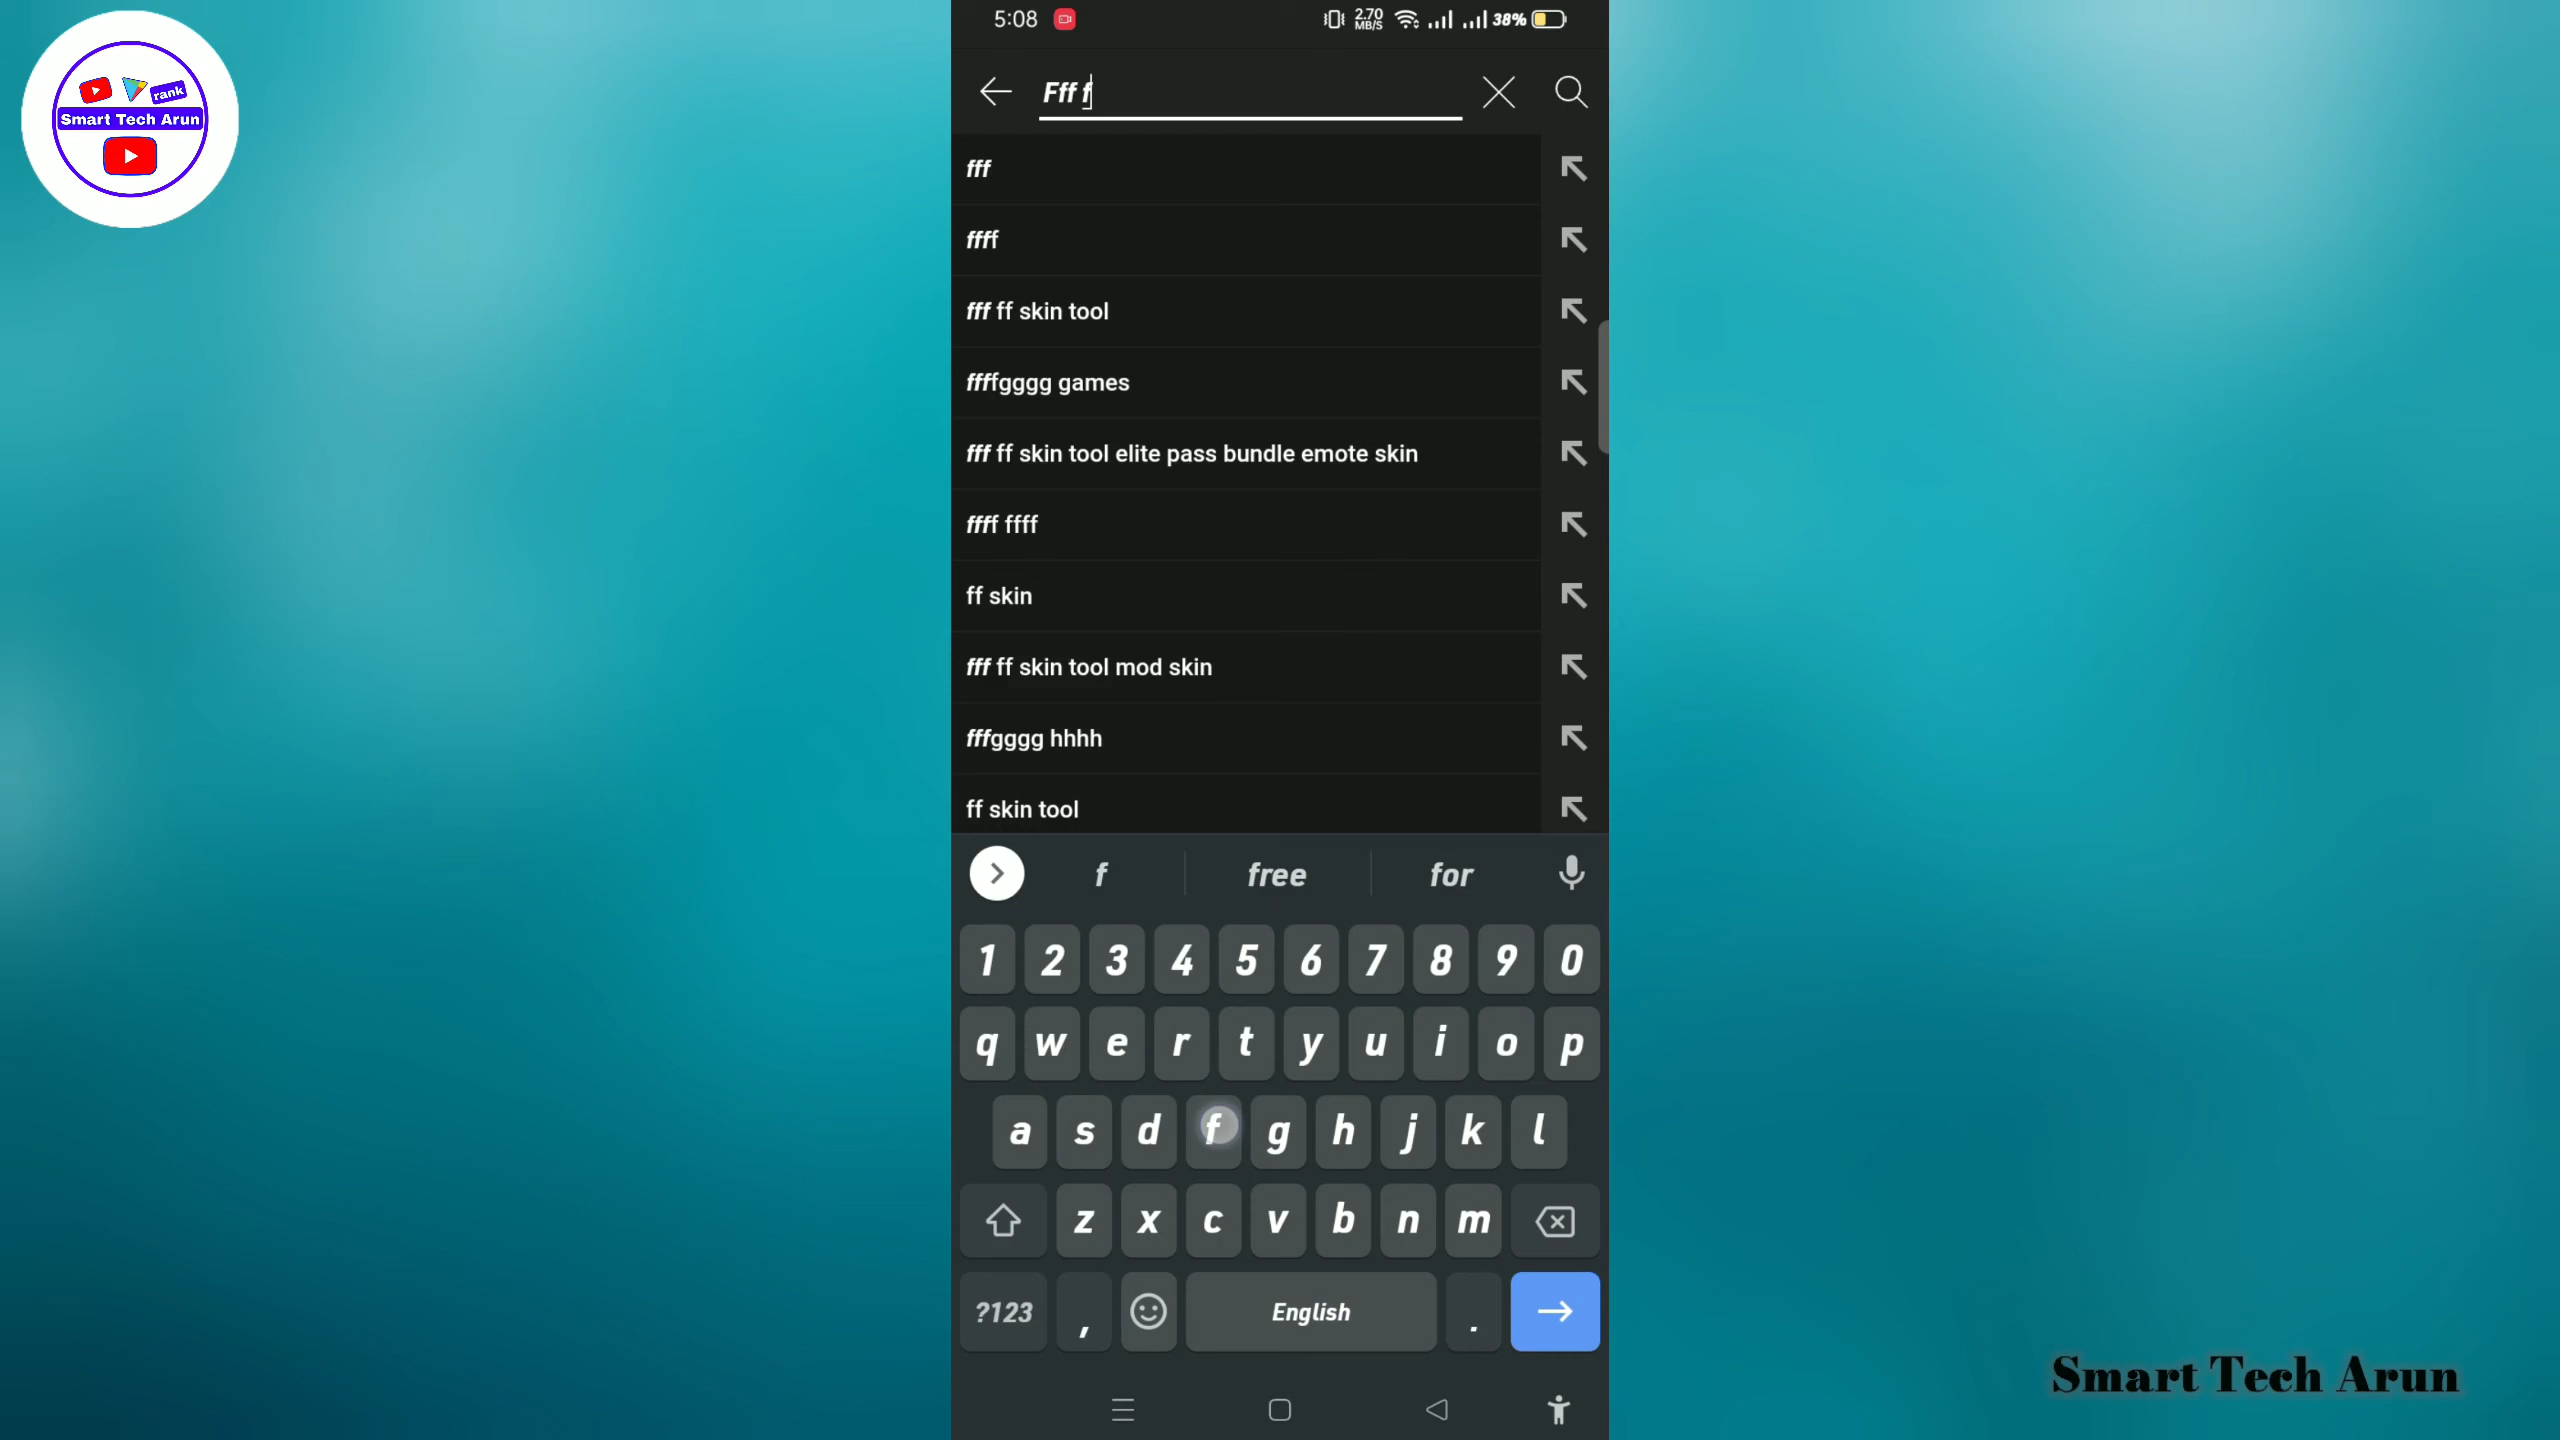 rank
Smart Tech Arun
5:08
2.70
MB/S
38%
Fff f
fff
ffff
fff ff skin tool
ffffgggg games
fff ff skin tool elite pass bundle emote skin
ffff ffff
ff skin
fff ff skin tool mod skin
fffgggg hhhh
ff skin tool
f free for
1 2 3 4 5 6 7 8 9 0
q w e r t y u i o p
a s d f g h j k l
z x c v b n m
?123 , English .
Smart Tech Arun